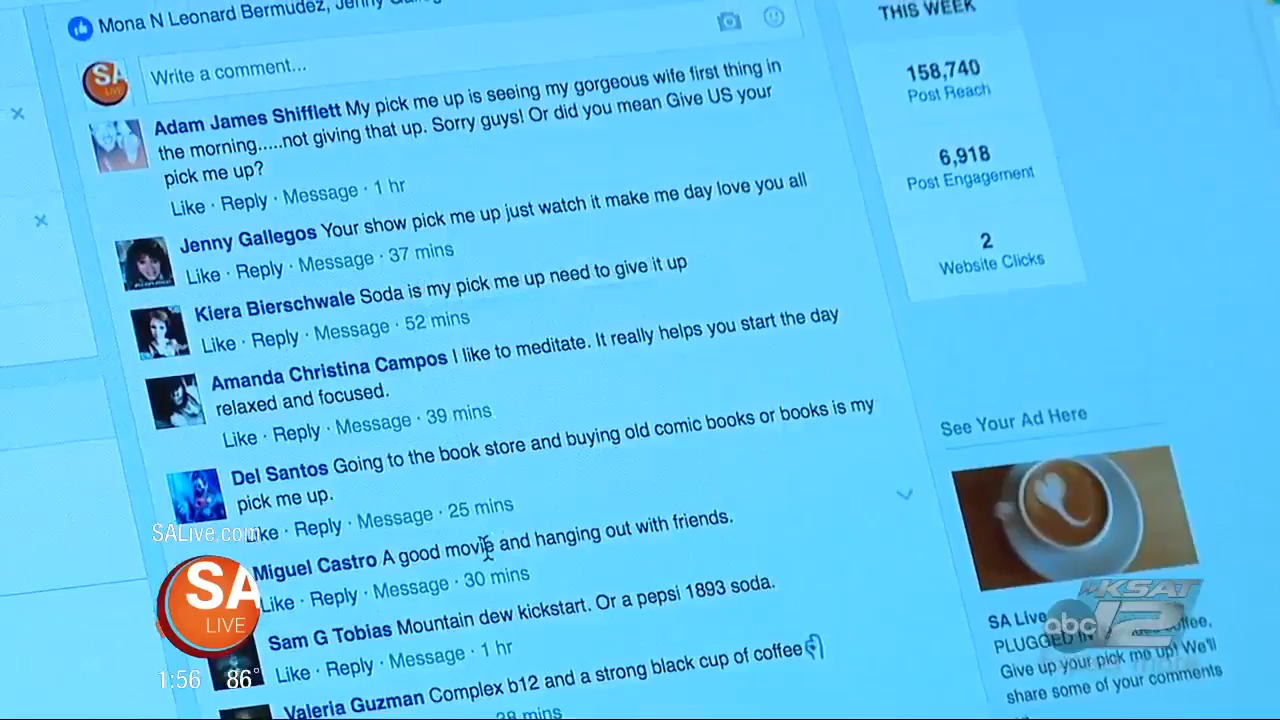 Mona N Leonard Bermudez, Jenny
Write a comment...
Adam James Shifflett My pick me up is seeing my gorgeous wife first thing in
the morning.....not giving that up. Sorry guys! Or did you mean Give US your
pick me up?
Like · Reply · Message · 1 hr
Jenny Gallegos Your show pick me up just watch it make me day love you all
Like · Reply · Message · 37 mins
Kiera Bierschwale Soda is my pick me up need to give it up
Like · Reply · Message · 52 mins
Amanda Christina Campos I like to meditate. It really helps you start the day
relaxed and focused.
Like · Reply · Message · 39 mins
Del Santos Going to the book store and buying old comic books or books is my
pick me up.
Like · Reply · Message · 25 mins
Miguel Castro A good movie and hanging out with friends.
Like · Reply · Message · 30 mins
Sam G Tobias Mountain dew kickstart. Or a pepsi 1893 soda.
Like · Reply · Message · 1 hr
Valeria Guzman Complex b12 and a strong black cup of coffee
28 mins
THIS WEEK
158,740
Post Reach
6,918
Post Engagement
2
Website Clicks
See Your Ad Here
SA Live
PLUGGED IN
Give up your pick me up! We'll
share some of your comments
SA
LIVE
SALive.com
SA
LIVE
1:56 86°
KSAT
abc 12